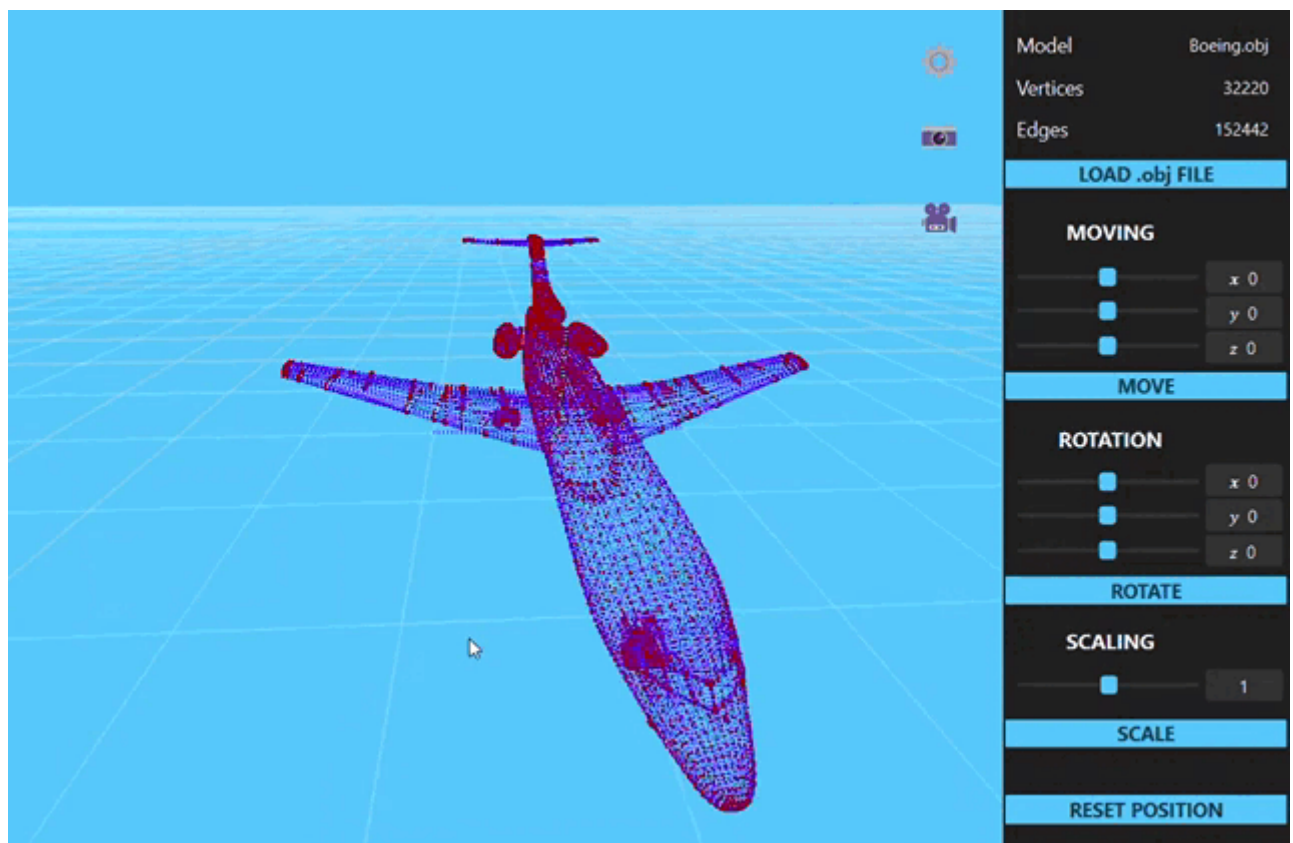 Model Boeing.obj
Vertices 32220
Edges 152442
LOAD .obj FILE
MOVING
x 0
y 0
z 0
MOVE
ROTATION
x 0
y 0
z 0
ROTATE
SCALING
1
SCALE
RESET POSITION